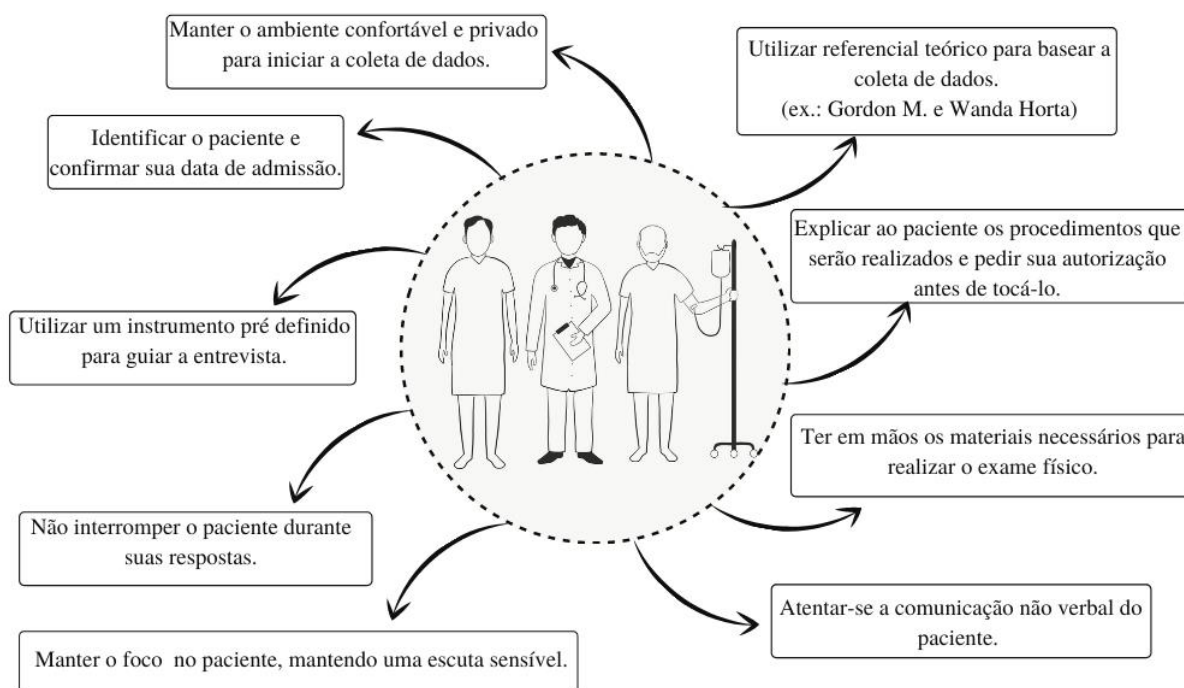 Manter o ambiente confortável e privado
para iniciar a coleta de dados.
Utilizar referencial teórico para basear a
coleta de dados.
(ex.: Gordon M. e Wanda Horta)
Identificar o paciente e
confirmar sua data de admissão.
Explicar ao paciente os procedimentos que
serão realizados e pedir sua autorização
antes de tocá-lo.
Utilizar um instrumento pré definido
para guiar a entrevista.
Ter em mãos os materiais necessários para
realizar o exame físico.
Não interromper o paciente durante
suas respostas.
Atentar-se a comunicação não verbal do
paciente.
Manter o foco  no paciente, mantendo uma escuta sensível.